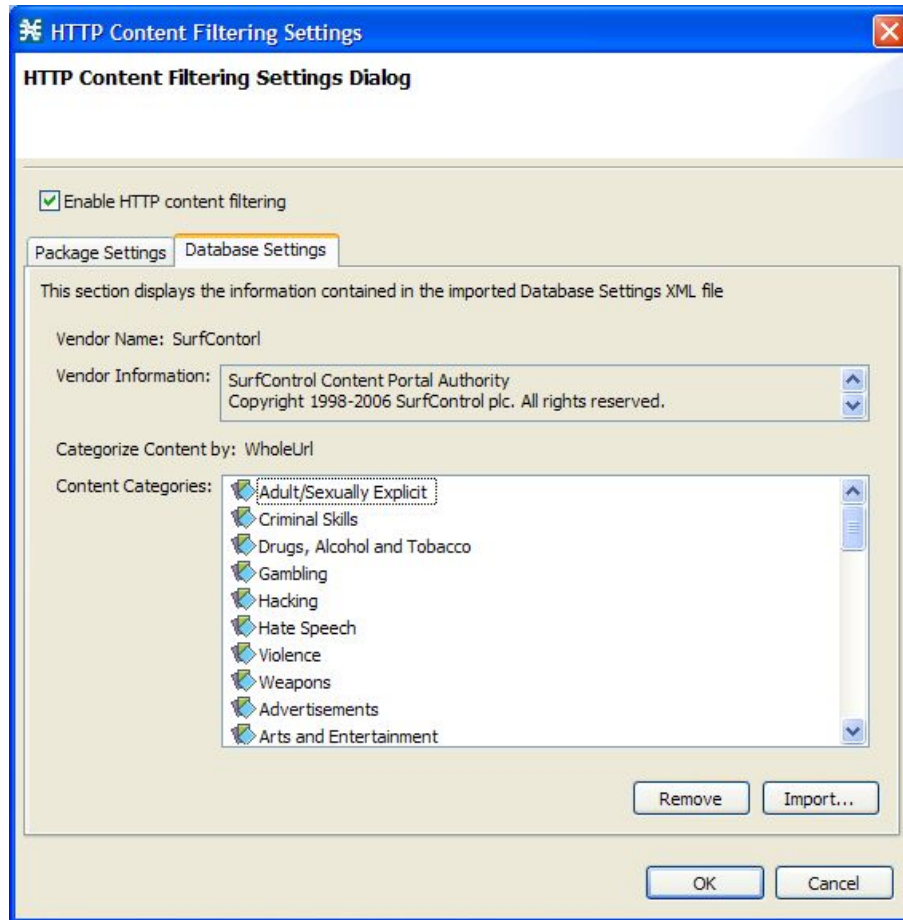 HTTP Content Filtering Settings
HTTP Content Filtering Settings Dialog
Enable HTTP content filtering
Package Settings
Database Settings
This section displays the information contained in the imported Database Settings XML file
Vendor Name: SurfContorl
Vendor Information:
SurfControl Content Portal Authority
Copyright 1998-2006 SurfControl plc. All rights reserved.
Categorize Content by: WholeUrl
Content Categories:
Adult/Sexually Explicit
Criminal Skills
Drugs, Alcohol and Tobacco
Gambling
Hacking
Hate Speech
Violence
Weapons
Advertisements
Arts and Entertainment
Remove
Import...
OK
Cancel